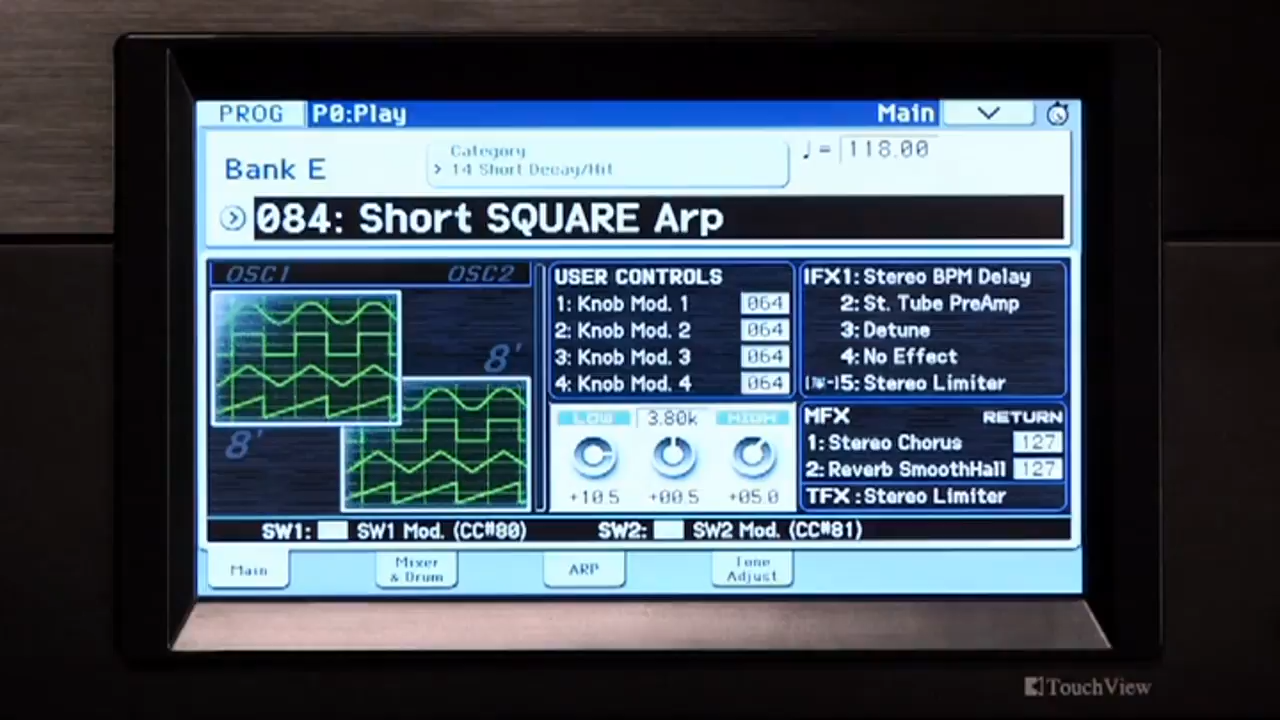 PROG P0:Play Main
Bank E
Category
14 Short Decay/Hit
♩ = 118.00
084: Short SQUARE Arp
OSC1 OSC2
8'
8'
USER CONTROLS
1: Knob Mod. 1 064
2: Knob Mod. 2 064
3: Knob Mod. 3 064
4: Knob Mod. 4 064
LOW 3.80k HIGH
+10.5 +00.5 +05.0
IFX1: Stereo BPM Delay
2: St. Tube PreAmp
3: Detune
4: No Effect
5: Stereo Limiter
MFX RETURN
1: Stereo Chorus 127
2: Reverb SmoothHall 127
TFX : Stereo Limiter
SW1: SW1 Mod. (CC#80) SW2: SW2 Mod. (CC#81)
Main
Mixer
& Drum
ARP
Tone
Adjust
TouchView